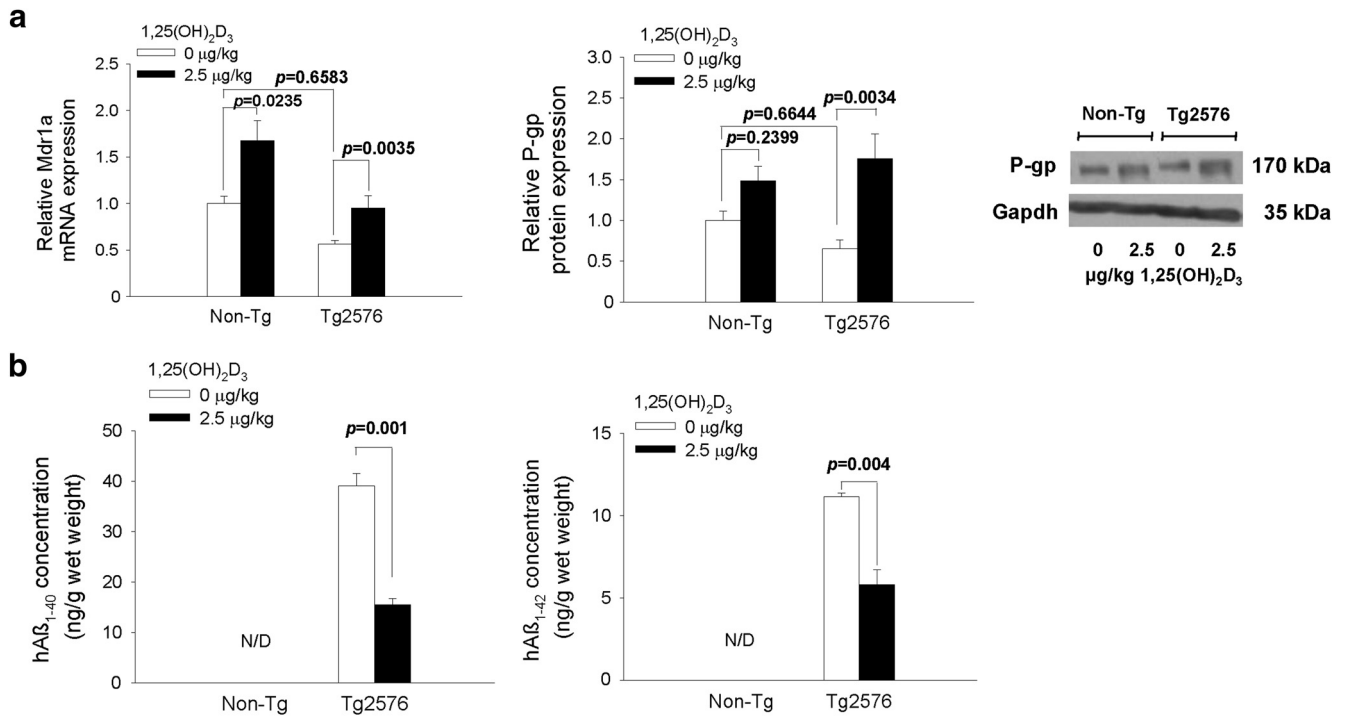 a
1,25(OH)₂D₃
0 μg/kg
2.5 μg/kg
Relative Mdr1a
mRNA expression
2.5
2.0
1.5
1.0
0.5
0
p=0.6583
p=0.0235
p=0.0035
Non-Tg Tg2576
1,25(OH)₂D₃
0 μg/kg
2.5 μg/kg
Relative P-gp
protein expression
3.0
2.5
2.0
1.5
1.0
0.5
0
p=0.0034
p=0.6644
p=0.2399
Non-Tg Tg2576
Non-Tg Tg2576
P-gp 170 kDa
Gapdh 35 kDa
0 2.5 0 2.5
μg/kg 1,25(OH)₂D₃
b
1,25(OH)₂D₃
0 μg/kg
2.5 μg/kg
hAß₁₋₄₀ concentration
(ng/g wet weight)
50
40
30
20
10
0
p=0.001
N/D
Non-Tg Tg2576
1,25(OH)₂D₃
0 μg/kg
2.5 μg/kg
hAß₁₋₄₂ concentration
(ng/g wet weight)
15
10
5
0
p=0.004
N/D
Non-Tg Tg2576